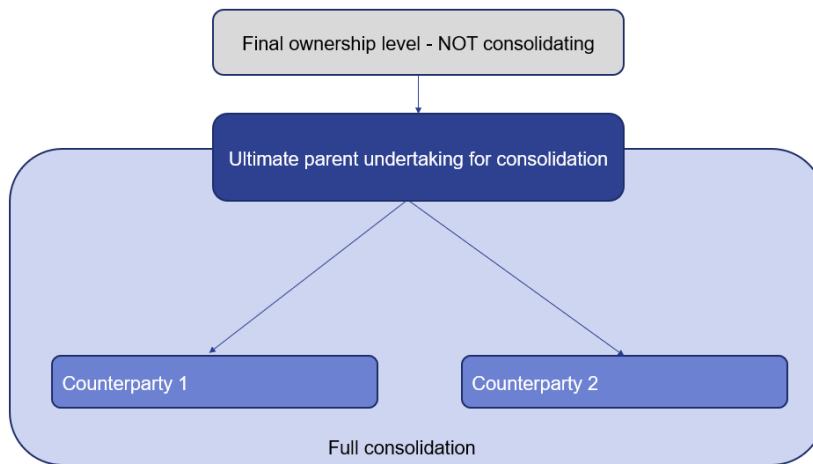 Final ownership level - NOT consolidating
Ultimate parent undertaking for consolidation
Counterparty 1
Counterparty 2
Full consolidation